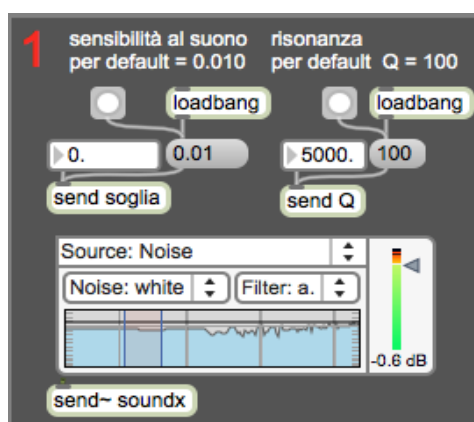 1
sensibilità al suono
per default = 0.010
risonanza
per default Q = 100
loadbang
loadbang
0.
0.01
5000.
100
send soglia
send Q
Source: Noise
Noise: white
Filter: a.
-0.6 dB
send~ soundx